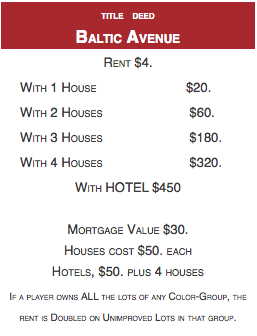 TITLE DEED
BALTIC AVENUE
RENT $4.
WITH 1 HOUSE $20.
WITH 2 HOUSES $60.
WITH 3 HOUSES $180.
WITH 4 HOUSES $320.
WITH HOTEL $450
MORTGAGE VALUE $30.
HOUSES COST $50. EACH
HOTELS, $50. PLUS 4 HOUSES
IF A PLAYER OWNS ALL THE LOTS OF ANY COLOR-GROUP, THE
RENT IS DOUBLED ON UNIMPROVED LOTS IN THAT GROUP.